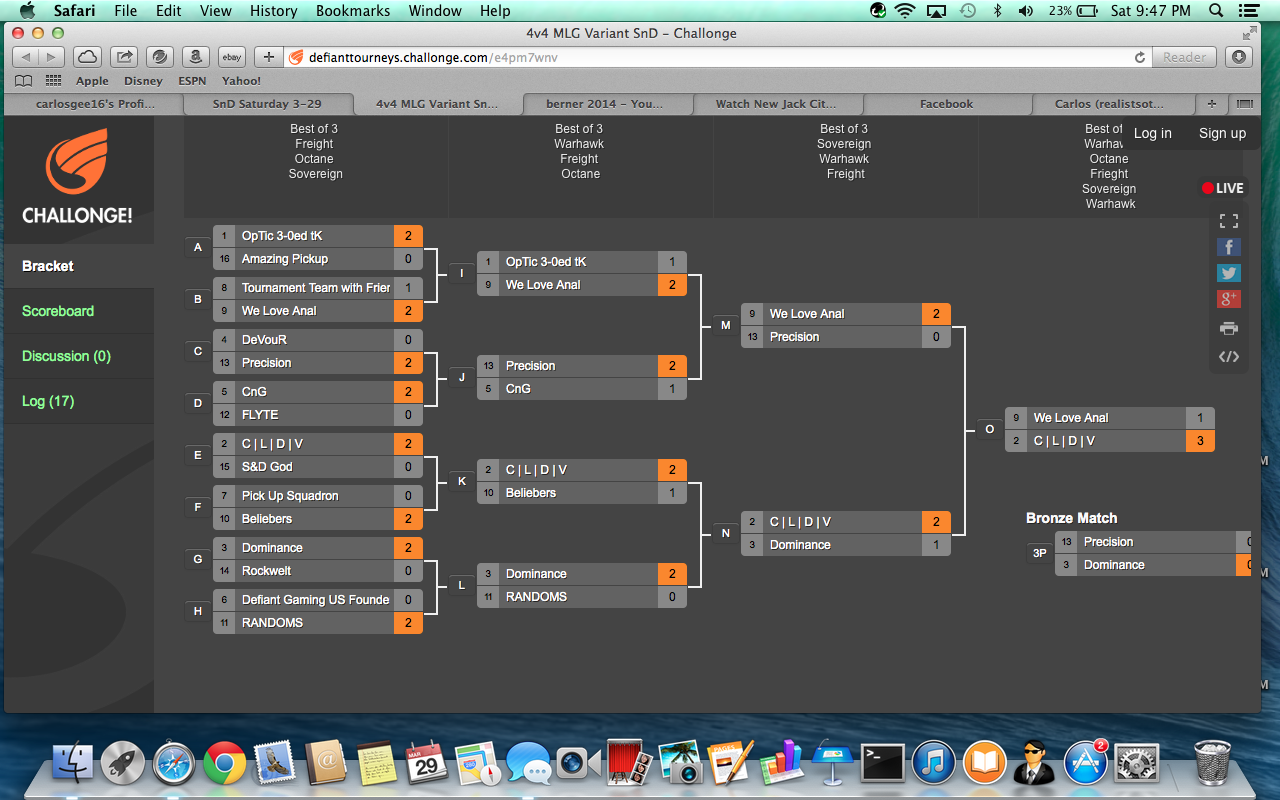 Safari File Edit View History Bookmarks Window Help 23% Sat 9:47 PM
4v4 MLG Variant SnD – Challonge
ebay defianttourneys.challonge.com/e4pm7wnv Reader
Apple Disney ESPN Yahoo!
carlosgee16's Profi... SnD Saturday 3–29 4v4 MLG Variant Sn... berner 2014 – You... Watch New Jack Cit... Facebook Carlos (realistsot...
CHALLONGE!
Bracket
Scoreboard
Discussion (0)
Log (17)
Log in Sign up
LIVE
Best of 3
Freight
Octane
Sovereign
Best of 3
Warhawk
Freight
Octane
Best of 3
Sovereign
Warhawk
Freight
Best of
Warhawk
Octane
Frieght
Sovereign
Warhawk
A
1 OpTic 3-0ed tK 2
16 Amazing Pickup 0
B
8 Tournament Team with Frier 1
9 We Love Anal 2
C
4 DeVouR 0
13 Precision 2
D
5 CnG 2
12 FLYTE 0
E
2 C | L | D | V 2
15 S&D God 0
F
7 Pick Up Squadron 0
10 Beliebers 2
G
3 Dominance 2
14 Rockwelt 0
H
6 Defiant Gaming US Founde 0
11 RANDOMS 2
I
1 OpTic 3-0ed tK 1
9 We Love Anal 2
J
13 Precision 2
5 CnG 1
K
2 C | L | D | V 2
10 Beliebers 1
L
3 Dominance 2
11 RANDOMS 0
M
9 We Love Anal 2
13 Precision 0
N
2 C | L | D | V 2
3 Dominance 1
O
9 We Love Anal 1
2 C | L | D | V 3
Bronze Match
3P
13 Precision 0
3 Dominance 0
M
M
MAR
29
PAGES
2